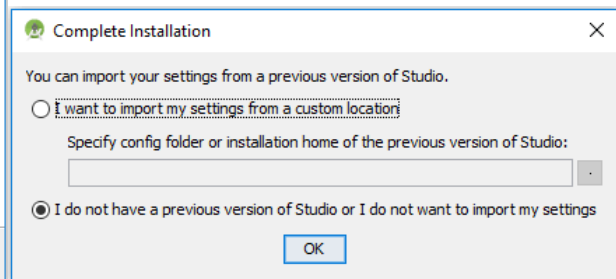 Complete Installation
You can import your settings from a previous version of Studio.
I want to import my settings from a custom location
Specify config folder or installation home of the previous version of Studio:
.
I do not have a previous version of Studio or I do not want to import my settings
OK